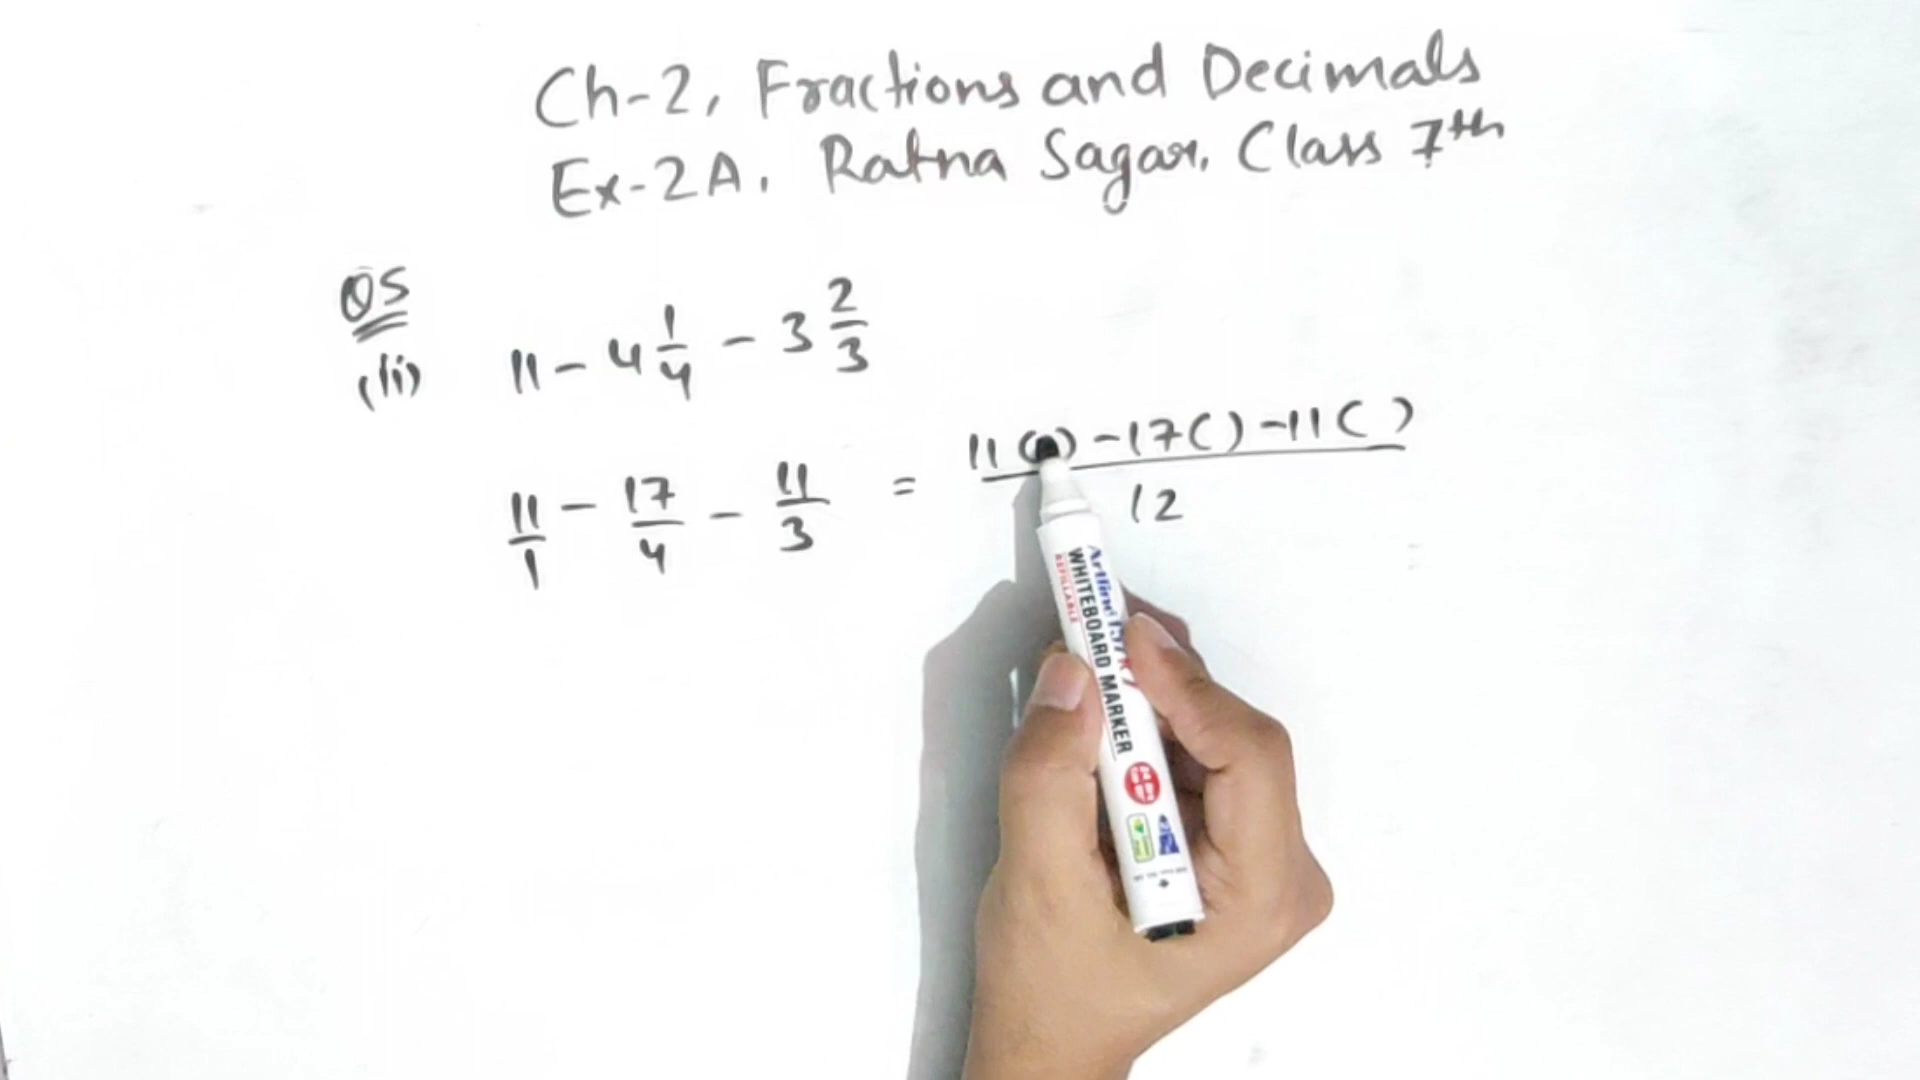 Ch-2, Fractions and Decimals
Ex-2A, Ratna Sagar, Class 7th
Q5
(ii) 11 - 4 1/4 - 3 2/3
11/1 - 17/4 - 11/3 = 11( ) - 17( ) - 11( ) / 12
Artline
WHITEBOARD MARKER
REFILLABLE